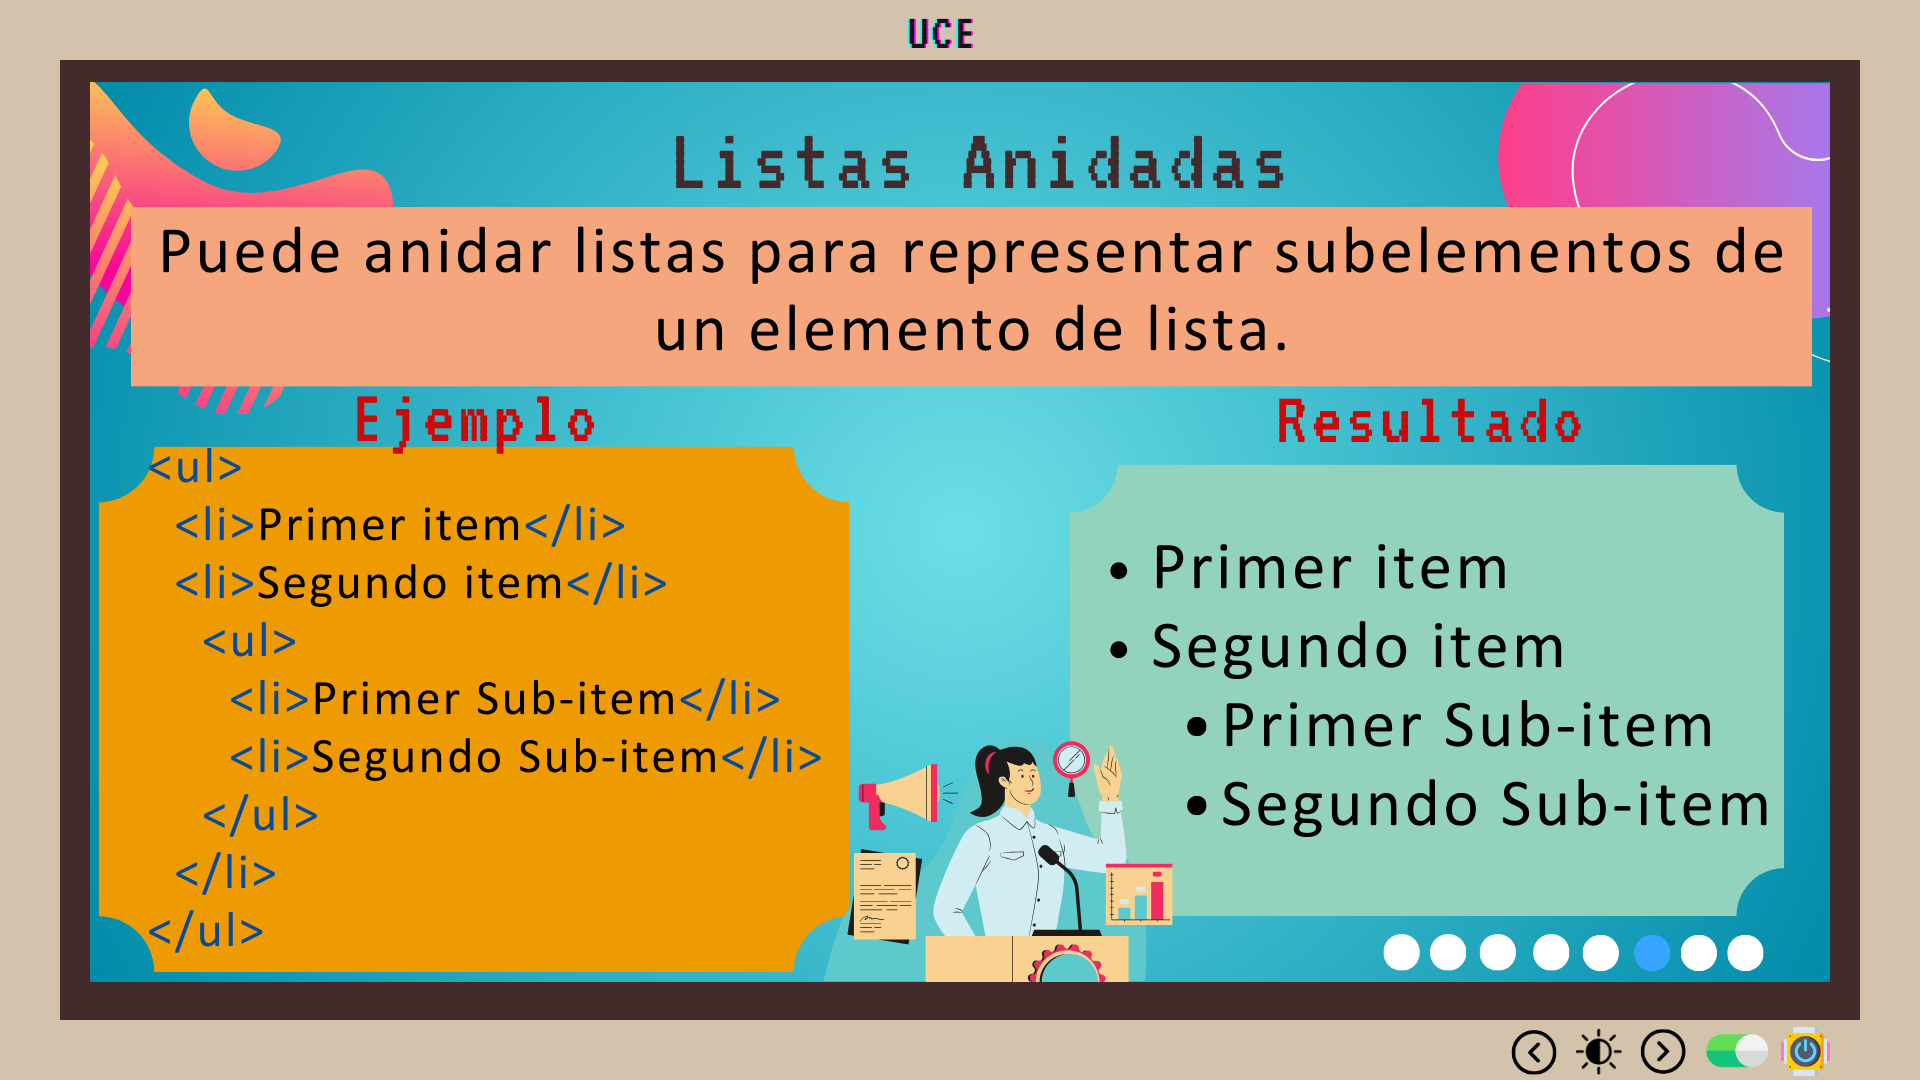 UCE
Listas Anidadas
Puede anidar listas para representar subelementos de
un elemento de lista.
Ejemplo
<ul>
<li>Primer item</li>
<li>Segundo item</li>
<ul>
<li>Primer Sub-item</li>
<li>Segundo Sub-item</li>
</ul>
</li>
</ul>
Resultado
• Primer item
• Segundo item
• Primer Sub-item
• Segundo Sub-item